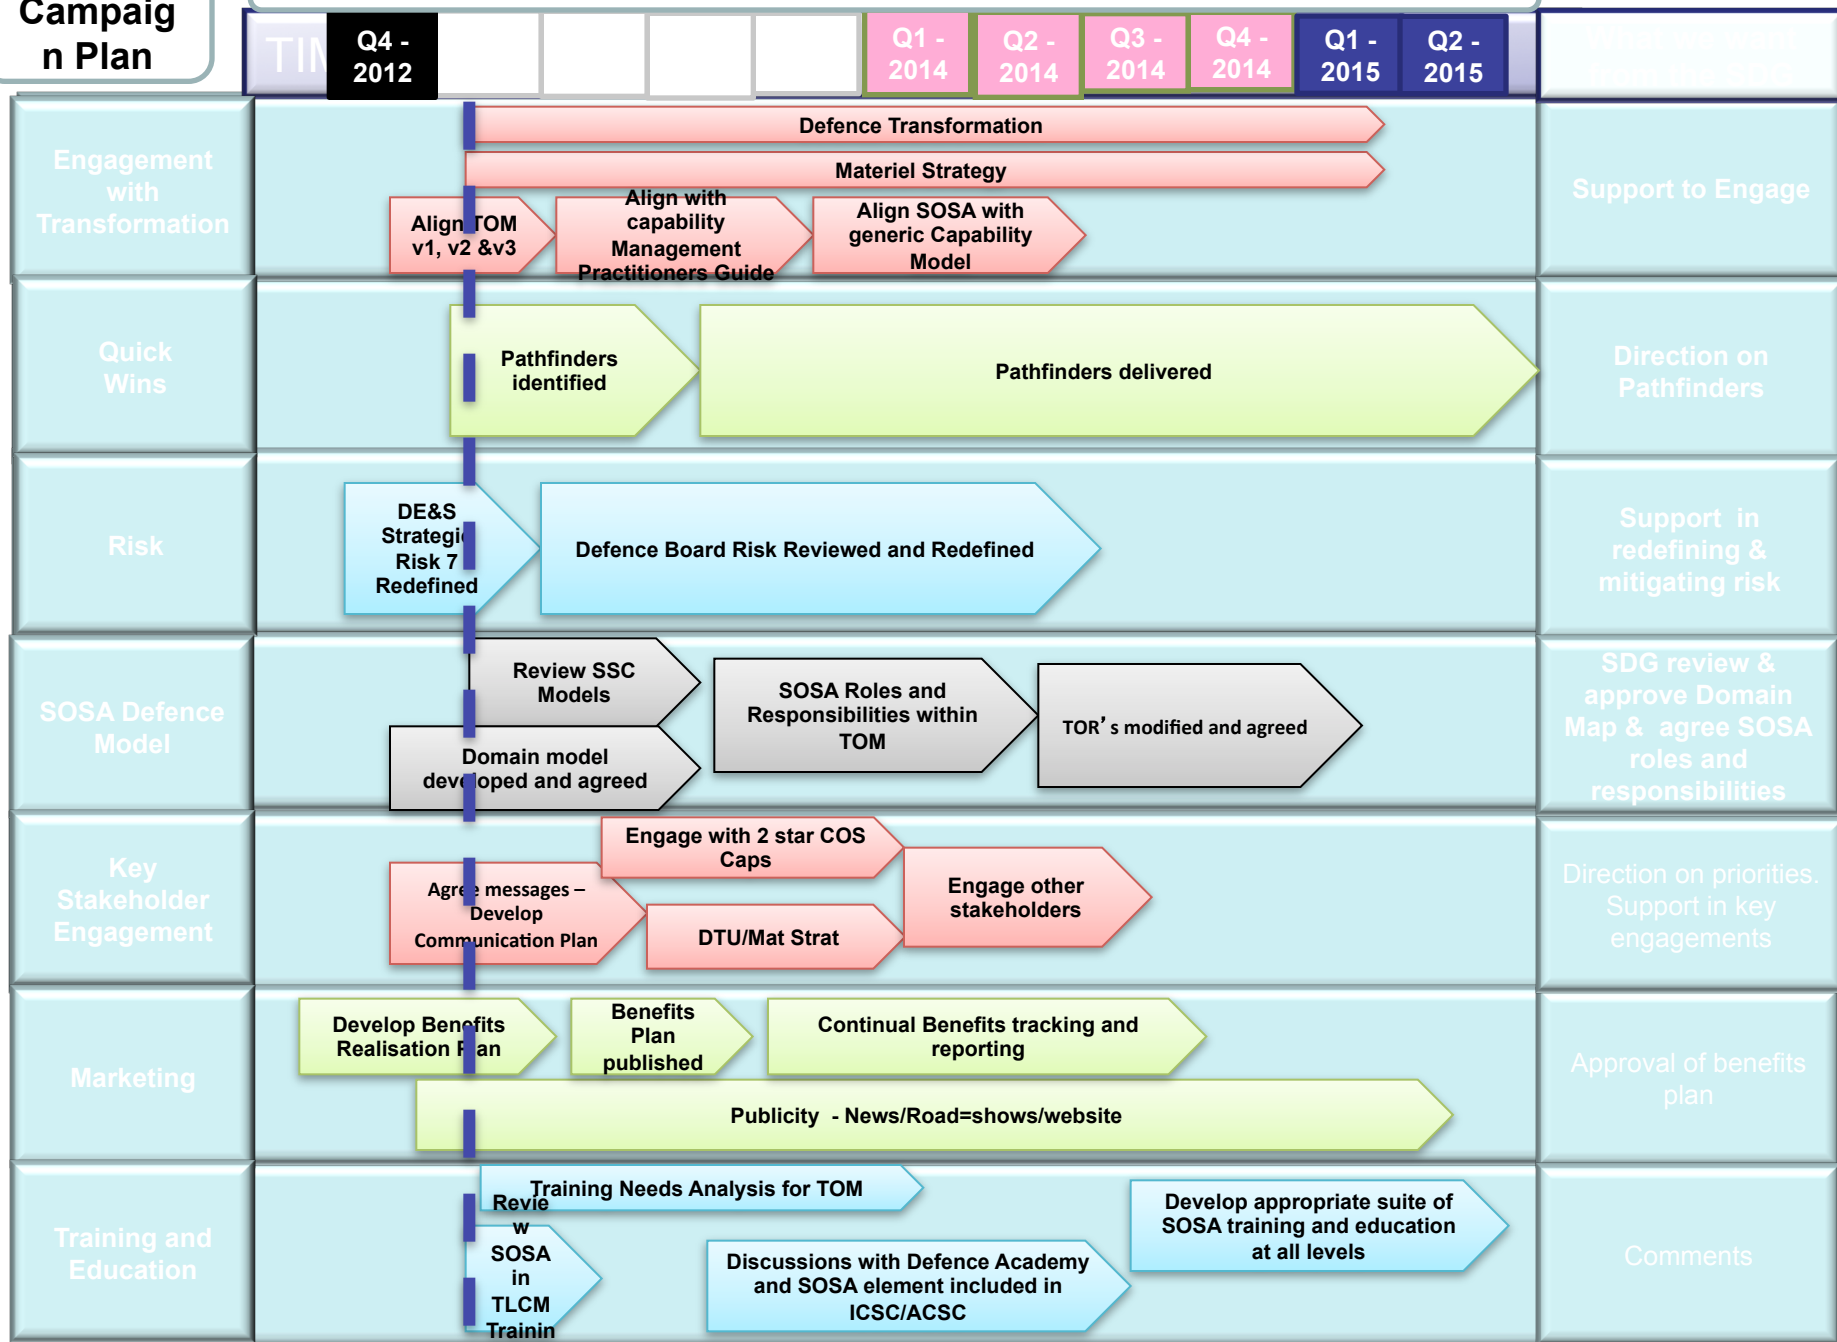 Campaig
n Plan
TIM
Q4 -
2012
Q1 -
2014
Q2 -
2014
Q3 -
2014
Q4 -
2014
Q1 -
2015
Q2 -
2015
Engagement
with
Transformation
Defence Transformation
Materiel Strategy
Align TOM
v1, v2 &v3
Align with
capability
Management
Practitioners Guide
Align SOSA with
generic Capability
Model
Support to Engage
Quick
Wins
Pathfinders
identified
Pathfinders delivered
Direction on
Pathfinders
Risk
DE&S
Strategic
Risk 7
Redefined
Defence Board Risk Reviewed and Redefined
Support in
redefining &
mitigating risk
SOSA Defence
Model
Review SSC
Models
Domain model
developed and agreed
SOSA Roles and
Responsibilities within
TOM
TOR's modified and agreed
SDG review &
approve Domain
Map & agree SOSA
roles and
responsibilities
Key
Stakeholder
Engagement
Agree messages –
Develop
Communication Plan
Engage with 2 star COS
Caps
DTU/Mat Strat
Engage other
stakeholders
Direction on priorities.
Support in key
engagements
Marketing
Develop Benefits
Realisation Plan
Benefits
Plan
published
Continual Benefits tracking and
reporting
Publicity - News/Road=shows/website
Approval of benefits
plan
Training and
Education
Training Needs Analysis for TOM
Revie
w
SOSA
in
TLCM
Trainin
Discussions with Defence Academy
and SOSA element included in
ICSC/ACSC
Develop appropriate suite of
SOSA training and education
at all levels
Comments